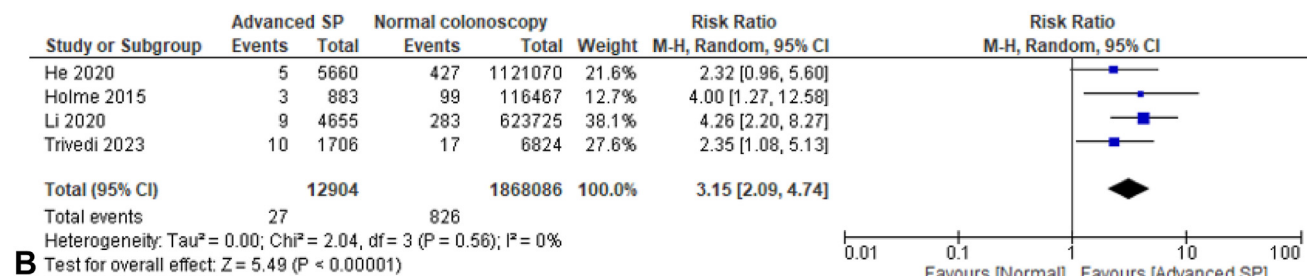 Advanced SP Normal colonoscopy Risk Ratio Risk Ratio
Study or Subgroup Events Total Events Total Weight M-H, Random, 95% CI M-H, Random, 95% CI
He 2020 5 5660 427 1121070 21.6% 2.32 [0.96, 5.60]
Holme 2015 3 883 99 116467 12.7% 4.00 [1.27, 12.58]
Li 2020 9 4655 283 623725 38.1% 4.26 [2.20, 8.27]
Trivedi 2023 10 1706 17 6824 27.6% 2.35 [1.08, 5.13]
Total (95% CI) 12904 1868086 100.0% 3.15 [2.09, 4.74]
Total events 27 826
Heterogeneity: Tau² = 0.00; Chi² = 2.04, df = 3 (P = 0.56); I² = 0%
0.01 0.1 1 10 100
B Test for overall effect: Z = 5.49 (P < 0.00001)
Favours [Normal] Favours [Advanced SP]